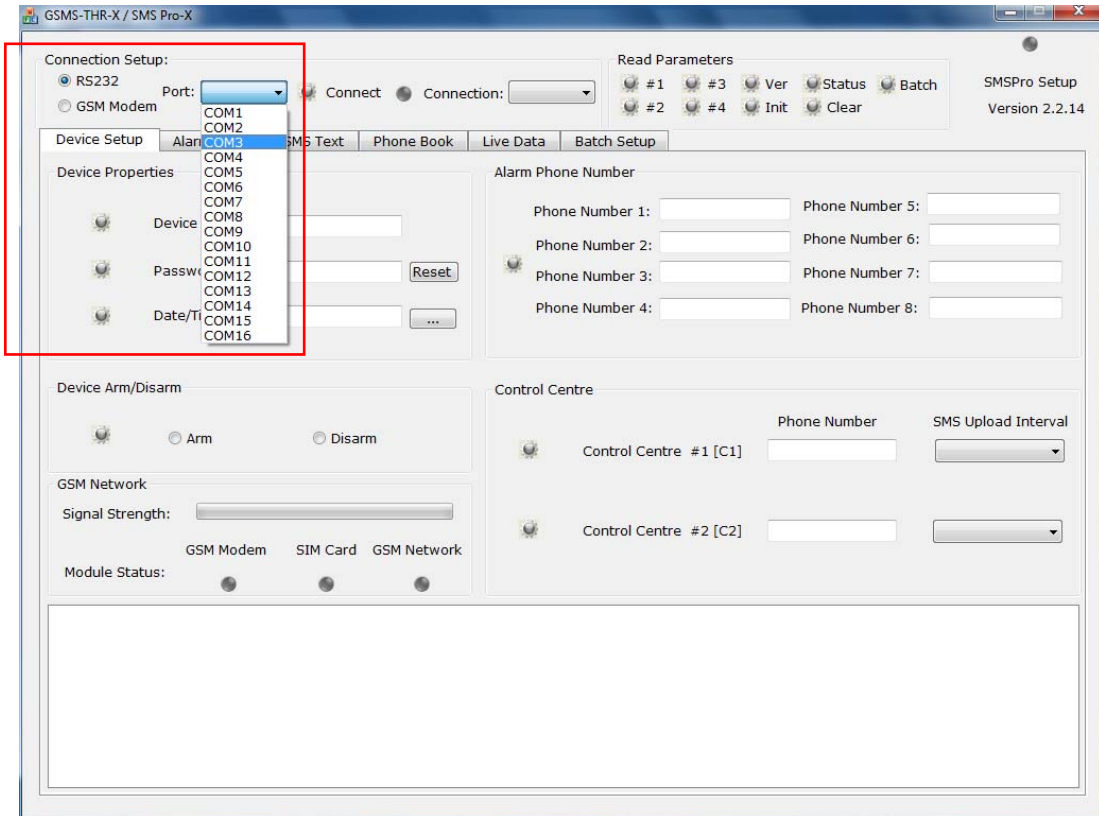 GSMS-THR-X / SMS Pro-X
Connection Setup:
RS232
GSM Modem
Port:
Connect
Connection:
COM1
COM2
COM3
COM4
COM5
COM6
COM7
COM8
COM9
COM10
COM11
COM12
COM13
COM14
COM15
COM16
Read Parameters
#1 #3 Ver Status Batch
#2 #4 Init Clear
SMSPro Setup
Version 2.2.14
Device Setup
SMS Text
Phone Book
Live Data
Batch Setup
Device Properties
Device
Reset
...
Alarm Phone Number
Phone Number 1:
Phone Number 2:
Phone Number 3:
Phone Number 4:
Phone Number 5:
Phone Number 6:
Phone Number 7:
Phone Number 8:
Device Arm/Disarm
Arm
Disarm
GSM Network
Signal Strength:
GSM Modem SIM Card GSM Network
Module Status:
Control Centre
Phone Number SMS Upload Interval
Control Centre #1 [C1]
Control Centre #2 [C2]